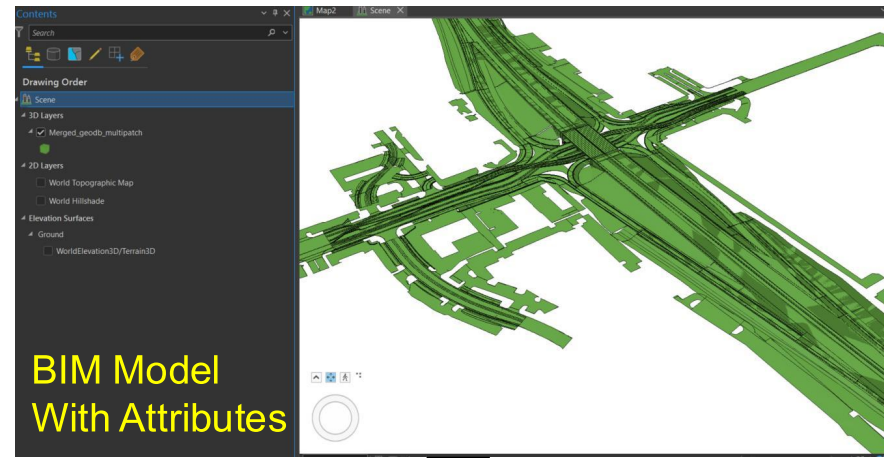 Contents
Map2
Scene
Search
Drawing Order
Scene
3D Layers
Merged_geodb_multipatch
2D Layers
World Topographic Map
World Hillshade
Elevation Surfaces
Ground
WorldElevation3D/Terrain3D
BIM Model
With Attributes